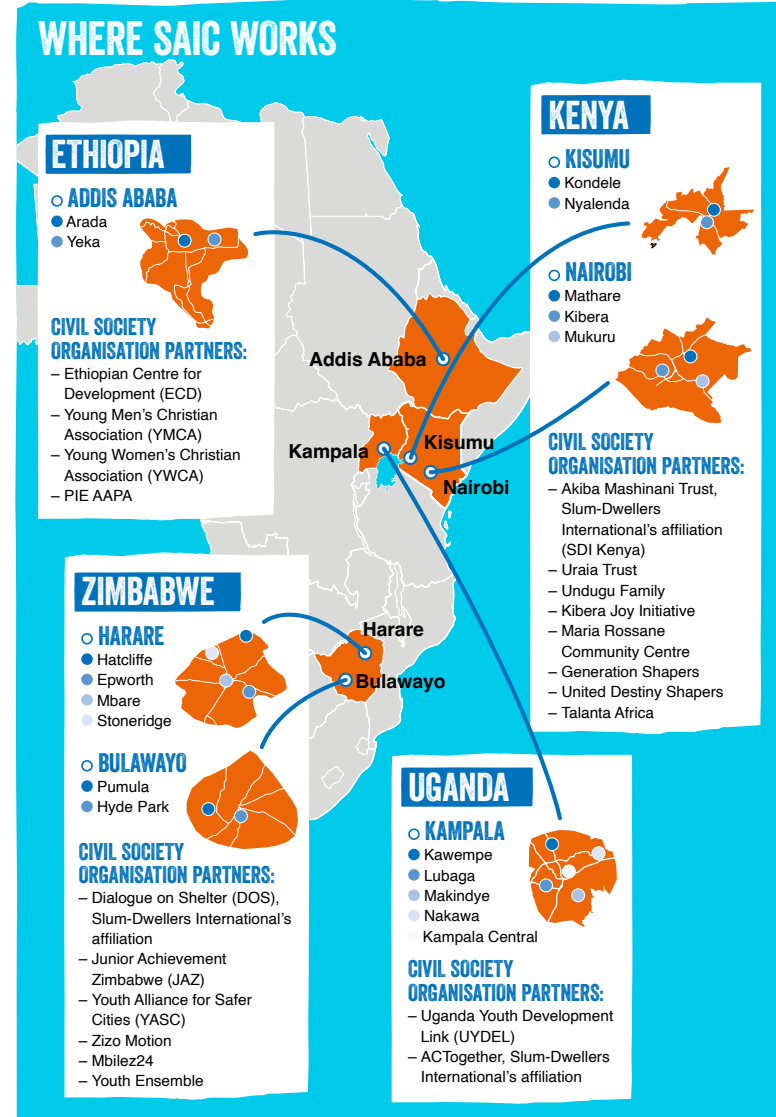 WHERE SAIC WORKS
ETHIOPIA
ADDIS ABABA
Arada
Yeka
CIVIL SOCIETY
ORGANISATION PARTNERS:
– Ethiopian Centre for
Development (ECD)
– Young Men's Christian
Association (YMCA)
– Young Women's Christian
Association (YWCA)
– PIE AAPA
KENYA
KISUMU
Kondele
Nyalenda
NAIROBI
Mathare
Kibera
Mukuru
CIVIL SOCIETY
ORGANISATION PARTNERS:
– Akiba Mashinani Trust,
Slum-Dwellers
International's affiliation
(SDI Kenya)
– Uraia Trust
– Undugu Family
– Kibera Joy Initiative
– Maria Rossane
Community Centre
– Generation Shapers
– United Destiny Shapers
– Talanta Africa
Addis Ababa
Kampala
Kisumu
Nairobi
Harare
Bulawayo
ZIMBABWE
HARARE
Hatcliffe
Epworth
Mbare
Stoneridge
BULAWAYO
Pumula
Hyde Park
CIVIL SOCIETY
ORGANISATION PARTNERS:
– Dialogue on Shelter (DOS),
Slum-Dwellers International's
affiliation
– Junior Achievement
Zimbabwe (JAZ)
– Youth Alliance for Safer
Cities (YASC)
– Zizo Motion
– Mbilez24
– Youth Ensemble
UGANDA
KAMPALA
Kawempe
Lubaga
Makindye
Nakawa
Kampala Central
CIVIL SOCIETY
ORGANISATION PARTNERS:
– Uganda Youth Development
Link (UYDEL)
– ACTogether, Slum-Dwellers
International's affiliation